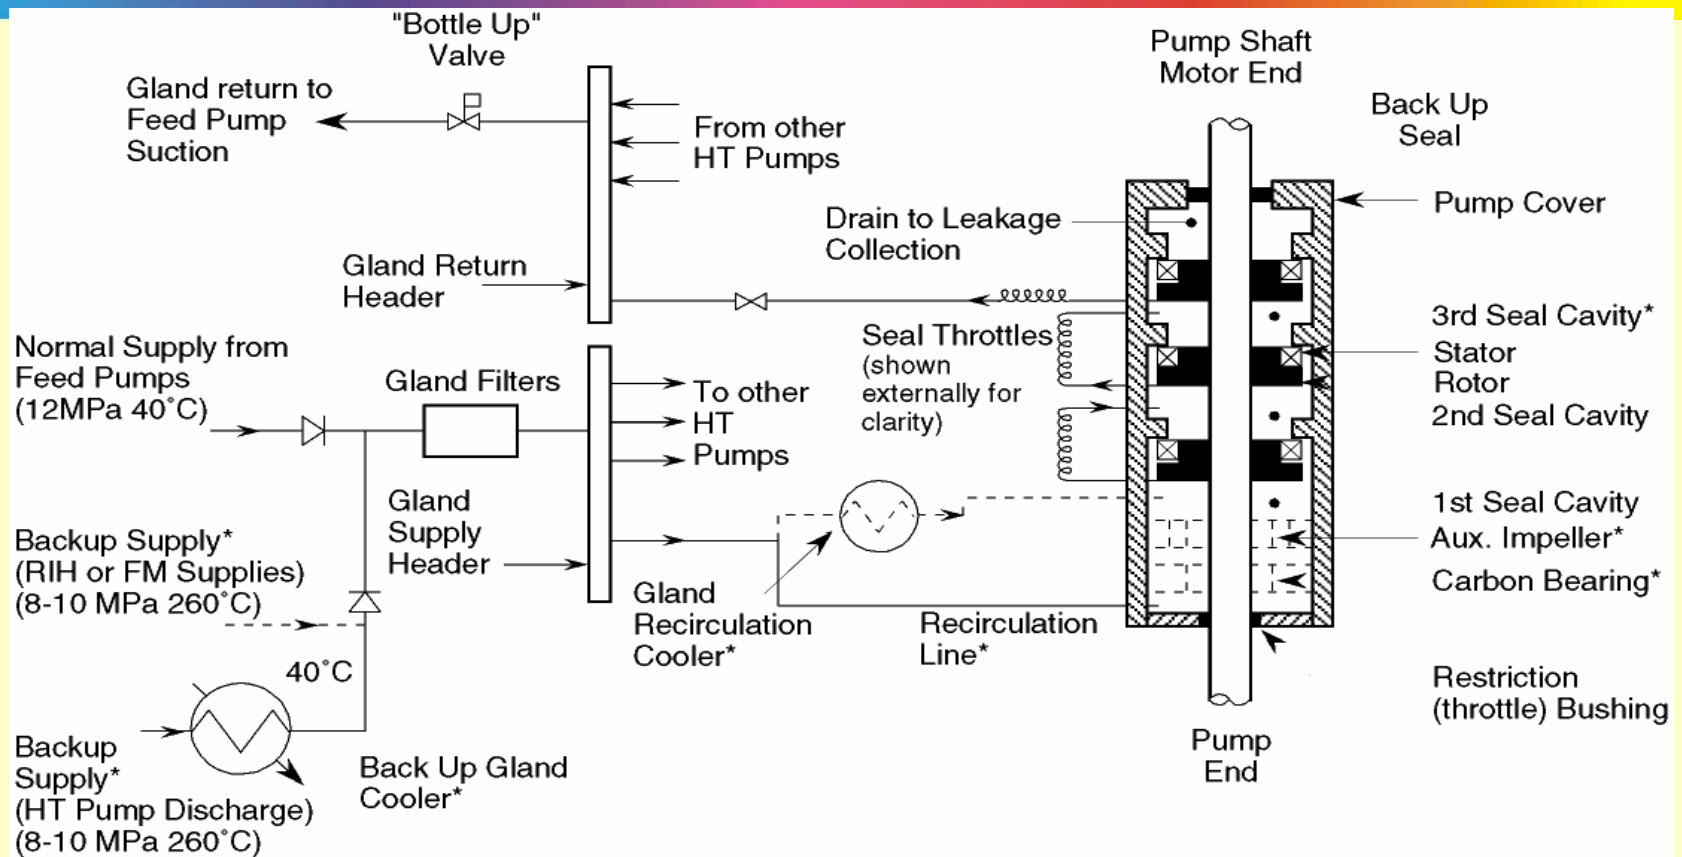 "Bottle Up"
Valve
Gland return to
Feed Pump
Suction
From other
HT Pumps
Gland Return
Header
Drain to Leakage
Collection
Pump Shaft
Motor End
Back Up
Seal
Pump Cover
Normal Supply from
Feed Pumps
(12MPa 40˚C)
Gland Filters
To other
HT
Pumps
Seal Throttles
(shown
externally for
clarity)
3rd Seal Cavity*
Stator
Rotor
2nd Seal Cavity
1st Seal Cavity
Aux. Impeller*
Carbon Bearing*
Gland
Supply
Header
Backup Supply*
(RIH or FM Supplies)
(8-10 MPa 260˚C)
Gland
Recirculation
Cooler*
Recirculation
Line*
40˚C
Restriction
(throttle) Bushing
Backup
Supply*
(HT Pump Discharge)
(8-10 MPa 260˚C)
Back Up Gland
Cooler*
Pump
End